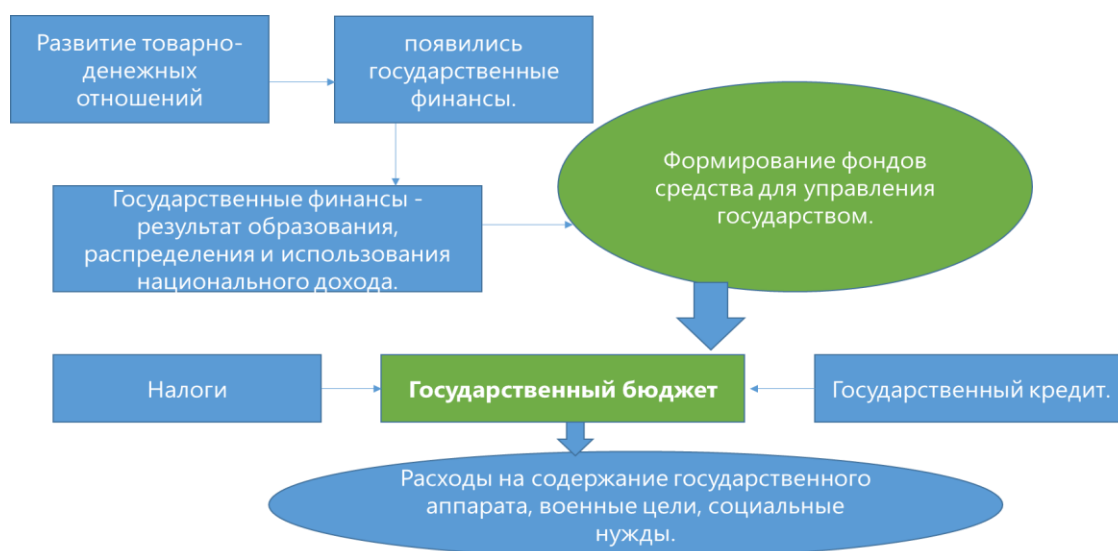 Развитие товарно-
денежных
отношений
появились
государственные
финансы.
Формирование фондов
средства для управления
государством.
Государственные финансы -
результат образования,
распределения и использования
национального дохода.
Налоги
Государственный бюджет
Государственный кредит.
Расходы на содержание государственного
аппарата, военные цели, социальные
нужды.